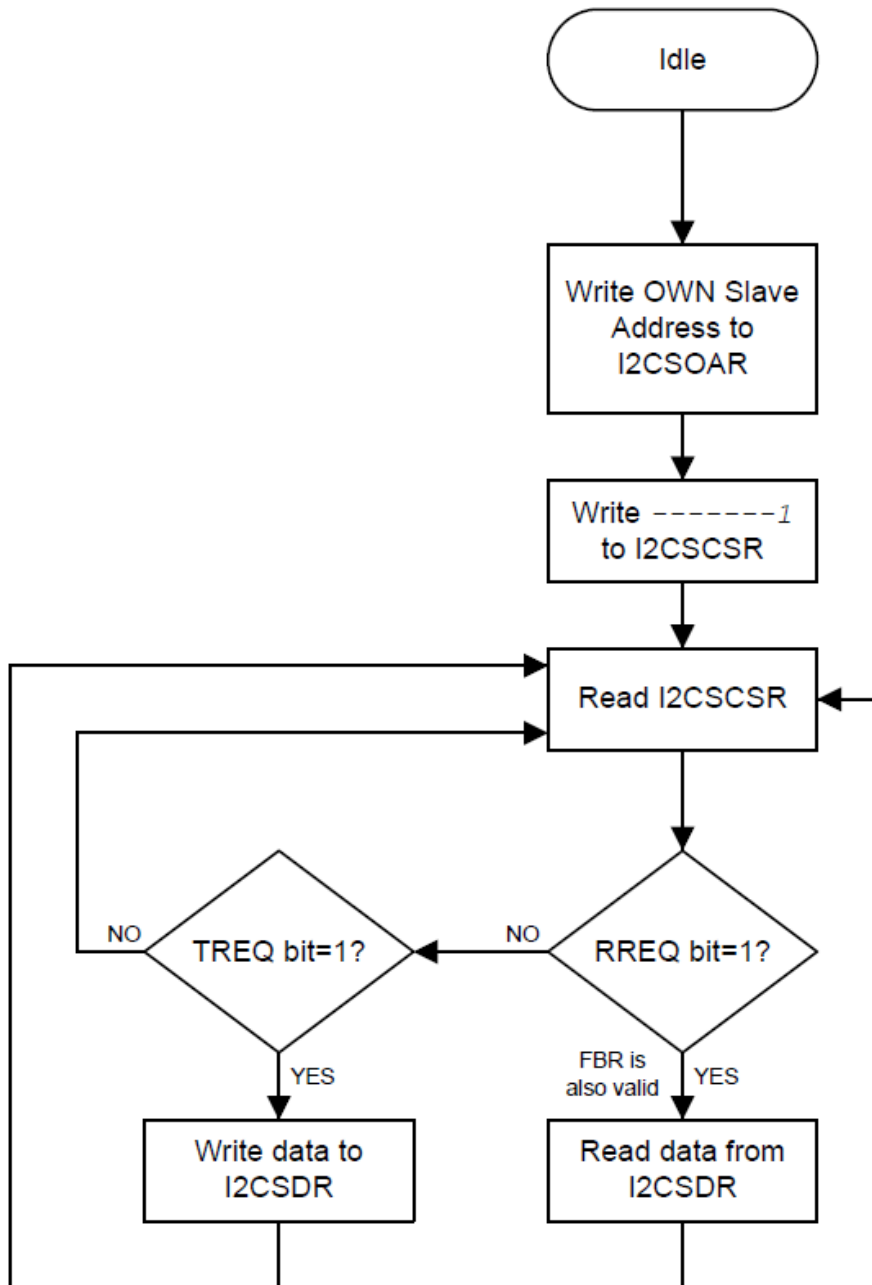 Idle
Write OWN Slave
Address to
I2CSOAR
Write -------1
to I2CSCSR
Read I2CSCSR
NO
TREQ bit=1?
NO
RREQ bit=1?
YES
FBR is
also valid
YES
Write data to
I2CSDR
Read data from
I2CSDR